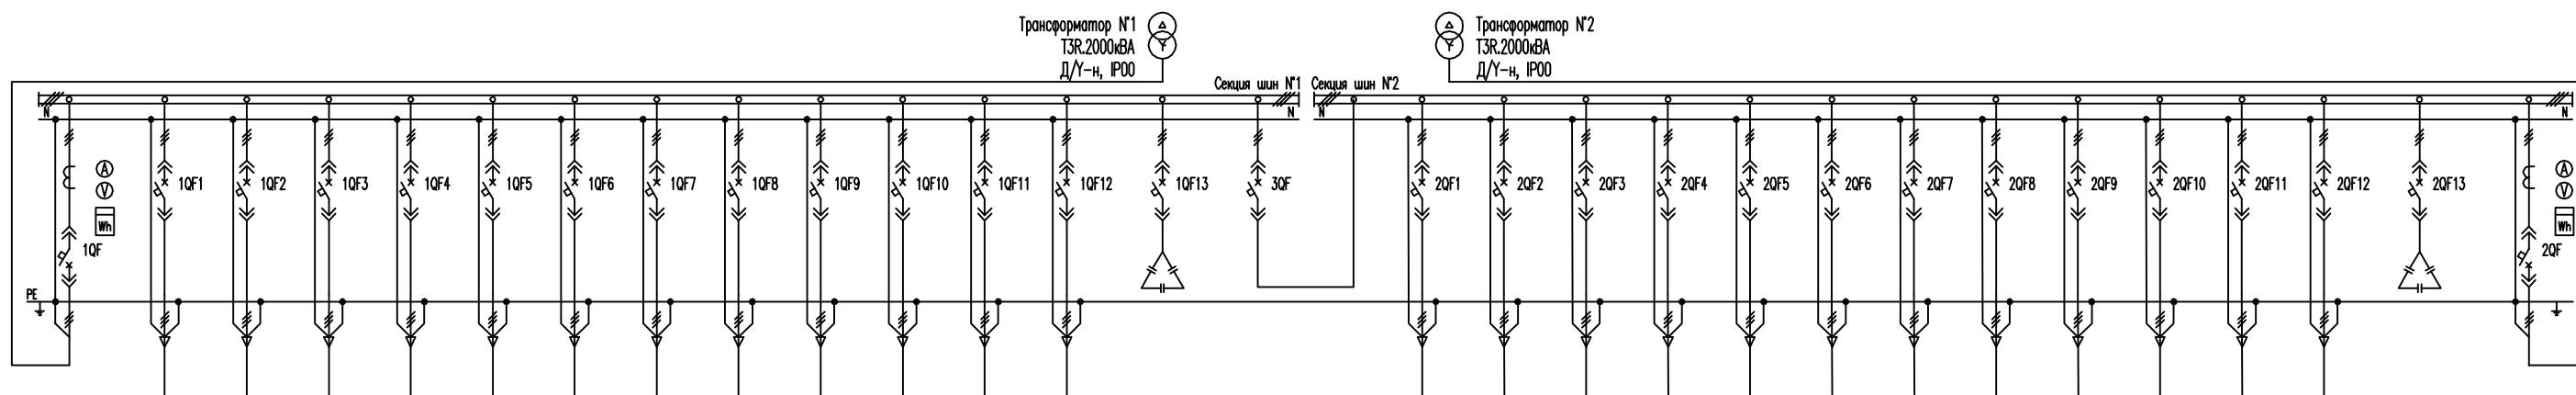 Трансформатор №1
T3R.2000кВА
Д/Y-н, IP00
Трансформатор №2
T3R.2000кВА
Д/Y-н, IP00
Секция шин №1
Секция шин №2
N
N
N
N
A
V
Wh
1QF
1QF1
1QF2
1QF3
1QF4
1QF5
1QF6
1QF7
1QF8
1QF9
1QF10
1QF11
1QF12
1QF13
3QF
2QF1
2QF2
2QF3
2QF4
2QF5
2QF6
2QF7
2QF8
2QF9
2QF10
2QF11
2QF12
2QF13
A
V
Wh
2QF
PE